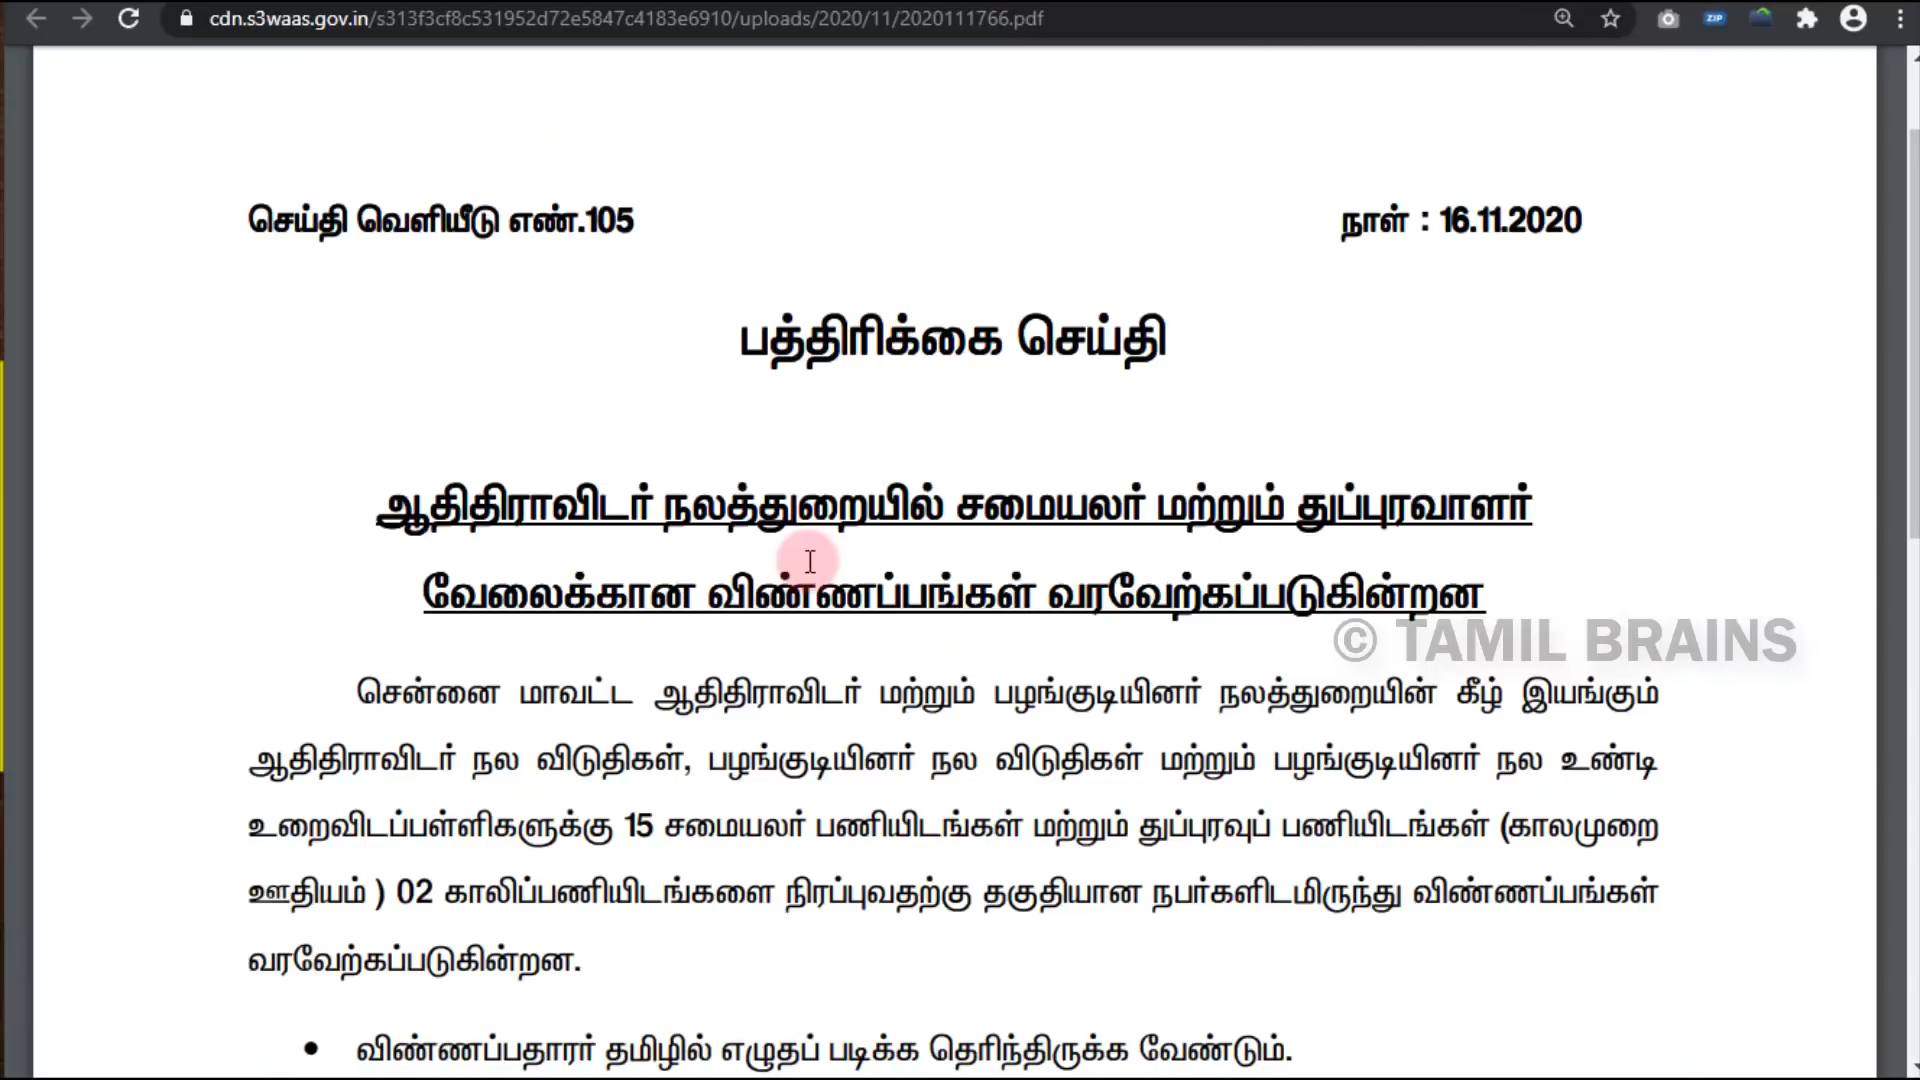 cdn.s3waas.gov.in/s313f3cf8c531952d72e5847c4183e6910/uploads/2020/11/2020111766.pdf
ZIP
செய்தி வெளியீடு எண்.105 நாள் : 16.11.2020
பத்திரிக்கை செய்தி
ஆதிதிராவிடர் நலத்துறையில் சமையலர் மற்றும் துப்புரவாளர்
வேலைக்கான விண்ணப்பங்கள் வரவேற்கப்படுகின்றன
© TAMIL BRAINS
சென்னை மாவட்ட ஆதிதிராவிடர் மற்றும் பழங்குடியினர் நலத்துறையின் கீழ் இயங்கும்
ஆதிதிராவிடர் நல விடுதிகள், பழங்குடியினர் நல விடுதிகள் மற்றும் பழங்குடியினர் நல உண்டி
உறைவிடப்பள்ளிகளுக்கு 15 சமையலர் பணியிடங்கள் மற்றும் துப்புரவுப் பணியிடங்கள் (காலமுறை
ஊதியம் ) 02 காலிப்பணியிடங்களை நிரப்புவதற்கு தகுதியான நபர்களிடமிருந்து விண்ணப்பங்கள்
வரவேற்கப்படுகின்றன.
• விண்ணப்பதாரர் தமிழில் எழுதப் படிக்க தெரிந்திருக்க வேண்டும்.